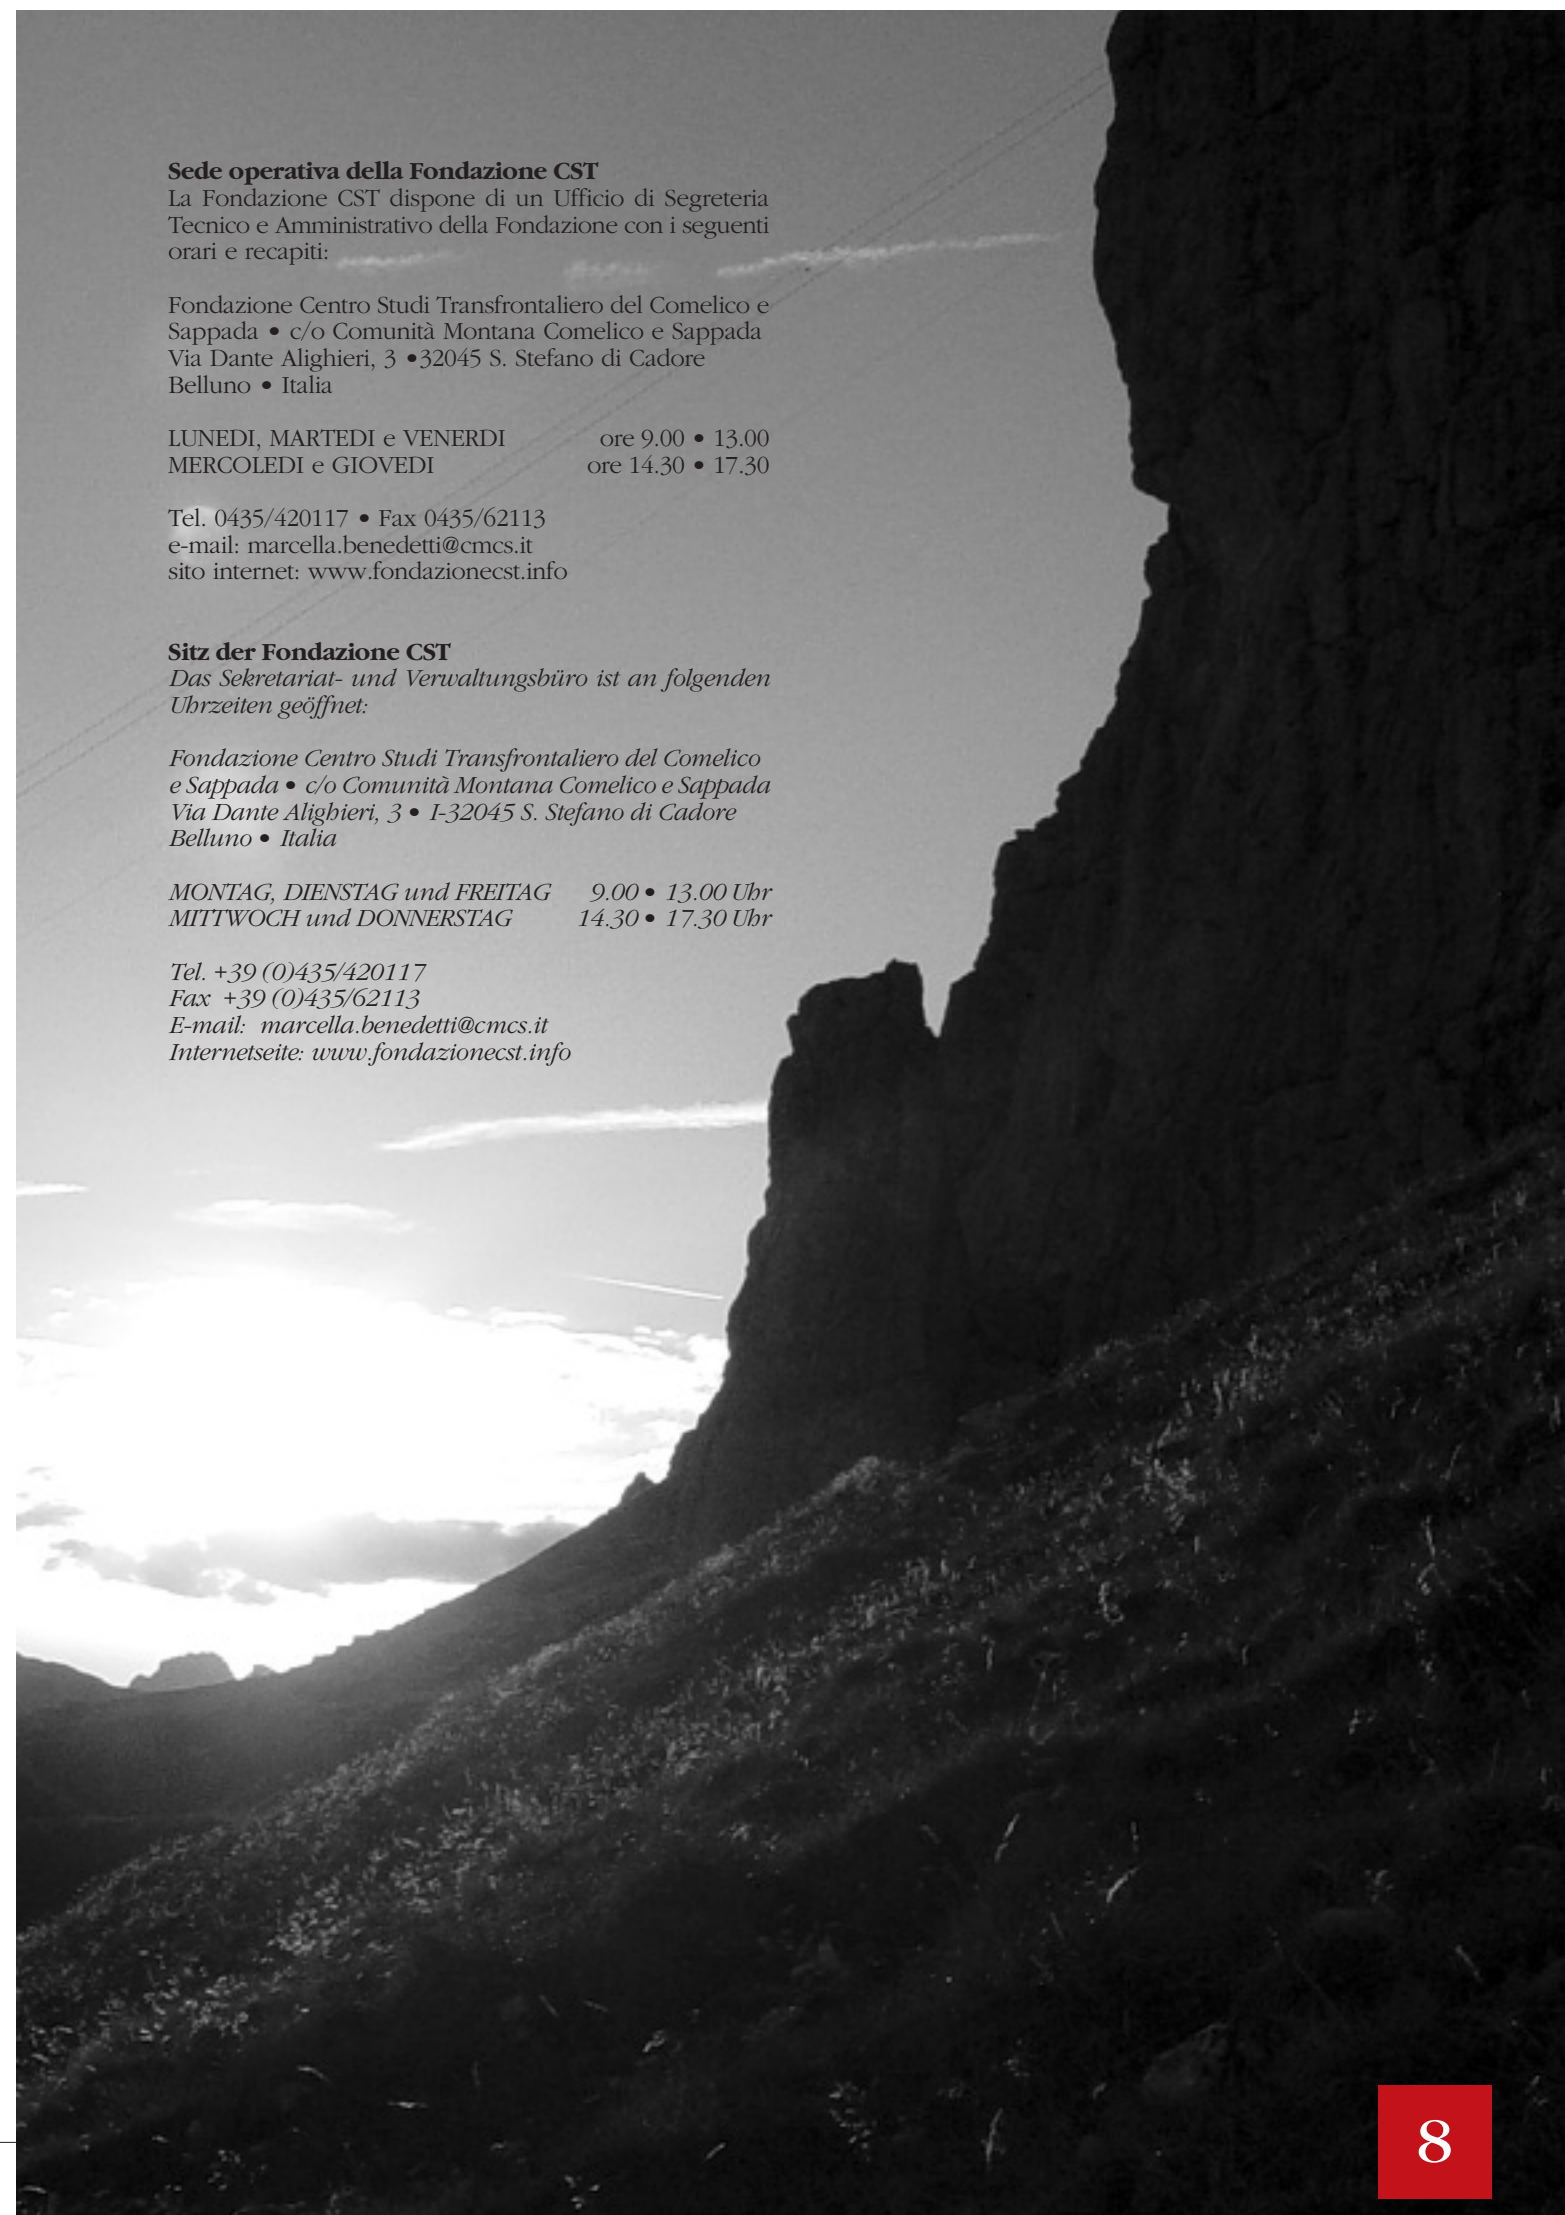 Sede operativa della Fondazione CST
La Fondazione CST dispone di un Ufficio di Segreteria
Tecnico e Amministrativo della Fondazione con i seguenti
orari e recapiti:
Fondazione Centro Studi Transfrontaliero del Comelico e
Sappada • c/o Comunità Montana Comelico e Sappada
Via Dante Alighieri, 3 •32045 S. Stefano di Cadore
Belluno • Italia
LUNEDI, MARTEDI e VENERDI ore 9.00 • 13.00
MERCOLEDI e GIOVEDI ore 14.30 • 17.30
Tel. 0435/420117 • Fax 0435/62113
e-mail: marcella.benedetti@cmcs.it
sito internet: www.fondazionecst.info
Sitz der Fondazione CST
Das Sekretariat- und Verwaltungsbüro ist an folgenden
Uhrzeiten geöffnet:
Fondazione Centro Studi Transfrontaliero del Comelico
e Sappada • c/o Comunità Montana Comelico e Sappada
Via Dante Alighieri, 3 • I-32045 S. Stefano di Cadore
Belluno • Italia
MONTAG, DIENSTAG und FREITAG 9.00 • 13.00 Uhr
MITTWOCH und DONNERSTAG 14.30 • 17.30 Uhr
Tel. +39 (0)435/420117
Fax +39 (0)435/62113
E-mail: marcella.benedetti@cmcs.it
Internetseite: www.fondazionecst.info
8